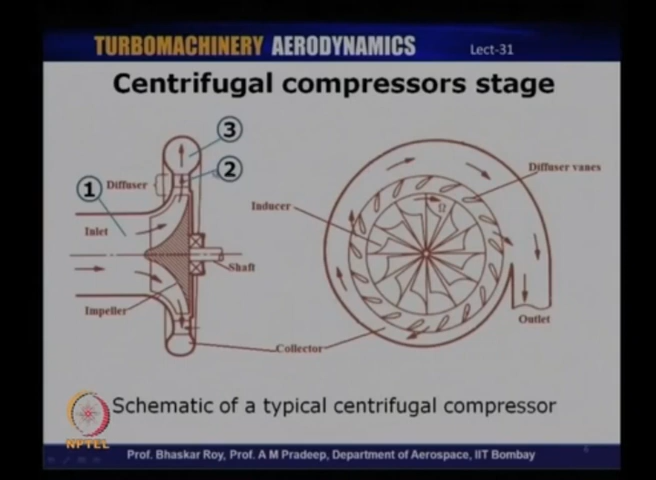 TURBOMACHINERY AERODYNAMICS Lect-31
Centrifugal compressors stage
3
2
1
Diffuser
Diffuser vanes
Inducer
Ω
Inlet
Shaft
Impeller
Outlet
Collector
Schematic of a typical centrifugal compressor
NPTEL
Prof. Bhaskar Roy, Prof. A M Pradeep, Department of Aerospace, IIT Bombay